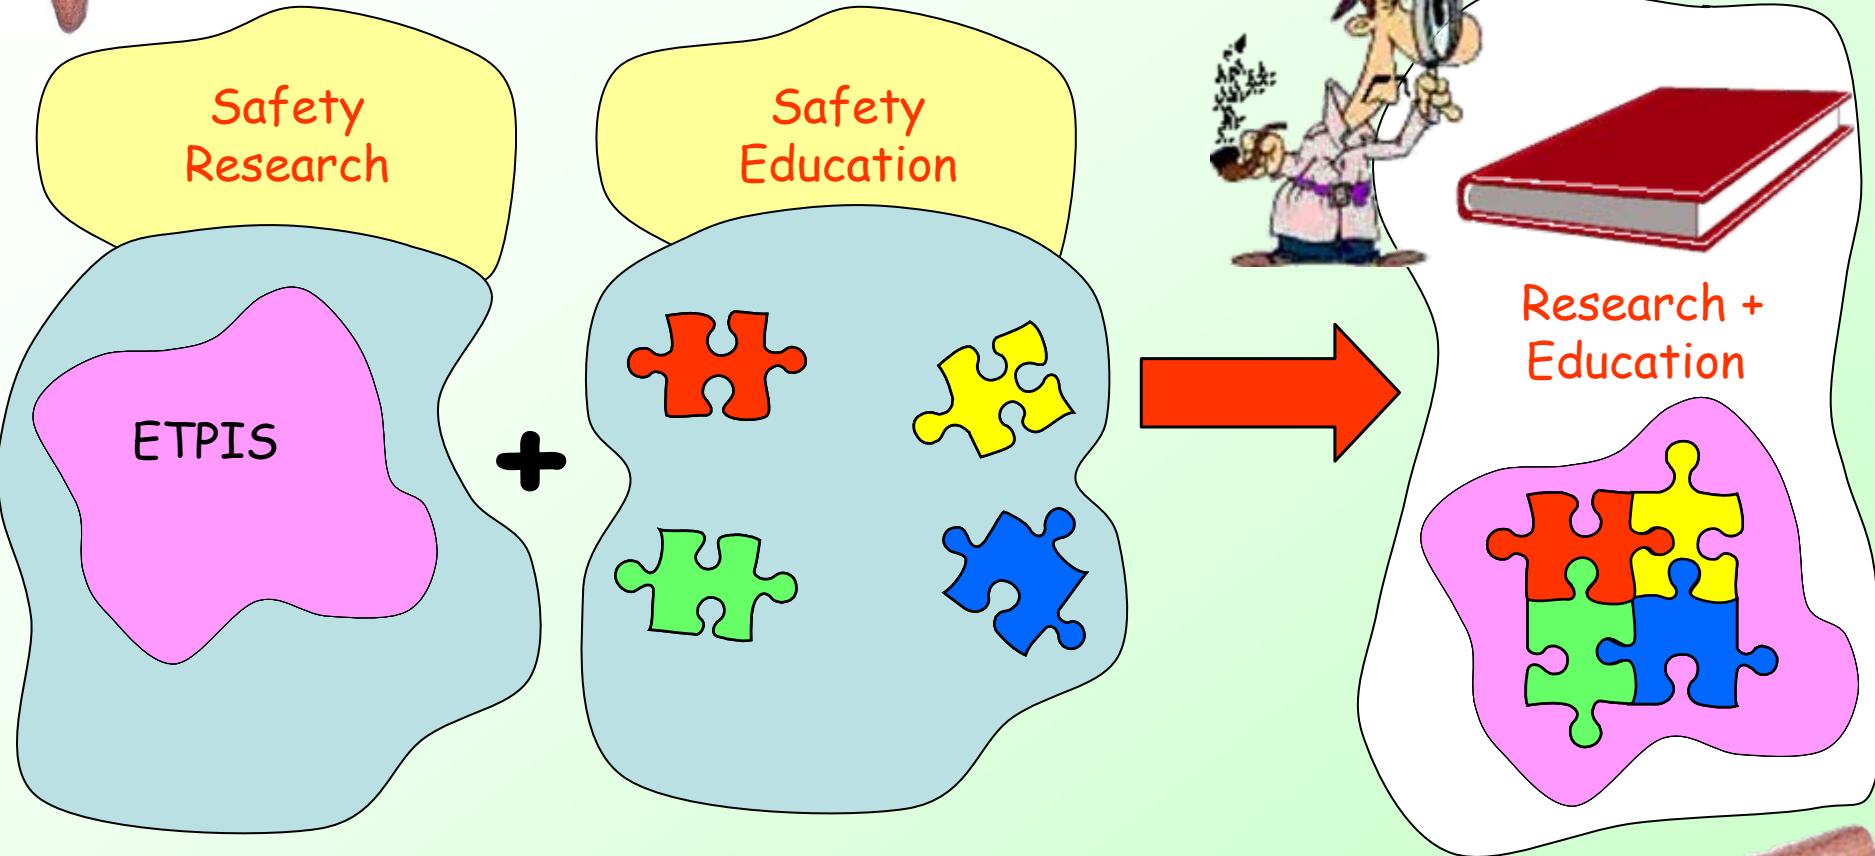 Safety
Research
Safety
Education
ETPIS
+
Research +
Education